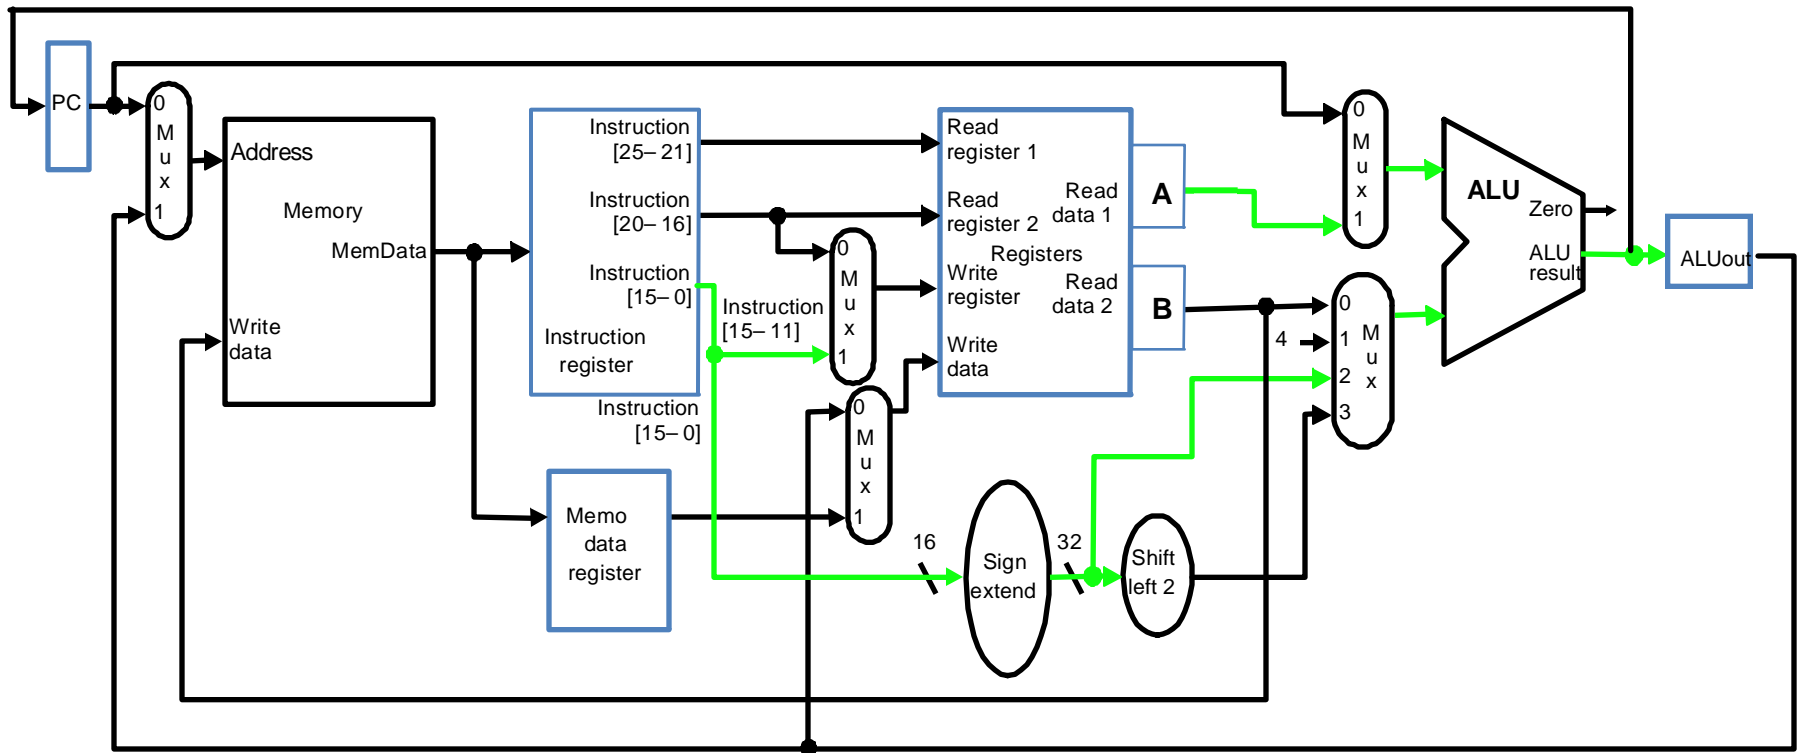 PC
0
M
u
x
1
Address
Memory
MemData
Write
data
Instruction
[25– 21]
Instruction
[20– 16]
Instruction
[15– 0]
Instruction
register
Instruction
[15– 0]
Instruction
[15– 11]
0
M
u
x
1
0
M
u
x
1
Memo
data
register
Read
register 1
Read
register 2
Registers
Write
register
Write
data
Read
data 1
Read
data 2
A
B
16
Sign
extend
32
Shift
left 2
0
M
u
x
1
4
0
1
2
3
M
u
x
ALU
Zero
ALU
result
ALUout